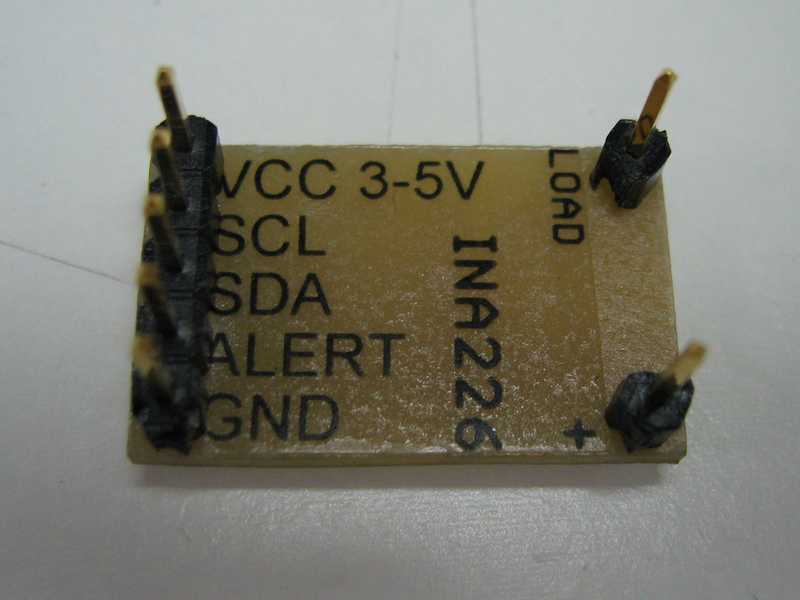 VCC 3-5V
SCL
SDA
ALERT
GND
INA226
LOAD
+